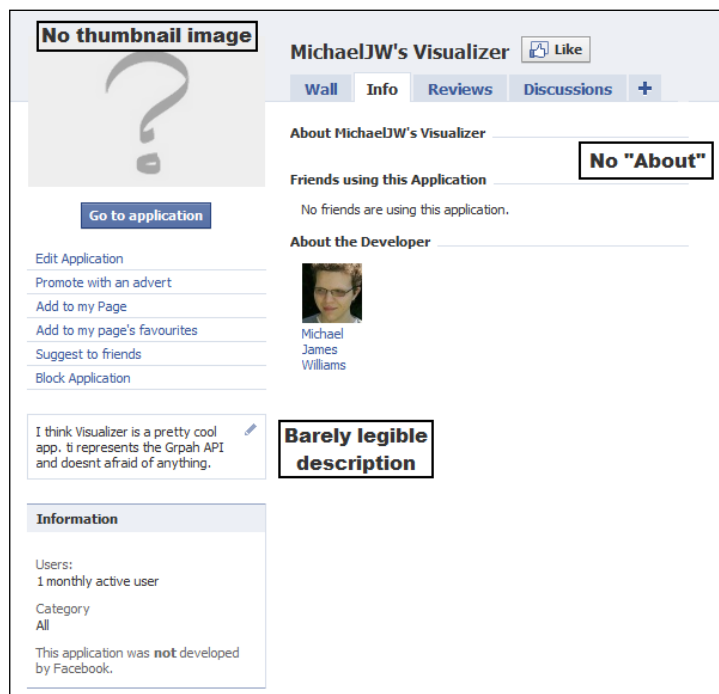 No thumbnail image
MichaelJW's Visualizer
Like
Wall Info Reviews Discussions +
About MichaelJW's Visualizer
No "About"
Friends using this Application
No friends are using this application.
About the Developer
Michael
James
Williams
Go to application
Edit Application
Promote with an advert
Add to my Page
Add to my page's favourites
Suggest to friends
Block Application
I think Visualizer is a pretty cool
app. ti represents the Grpah API
and doesnt afraid of anything.
Barely legible
description
Information
Users:
1 monthly active user
Category
All
This application was not developed
by Facebook.